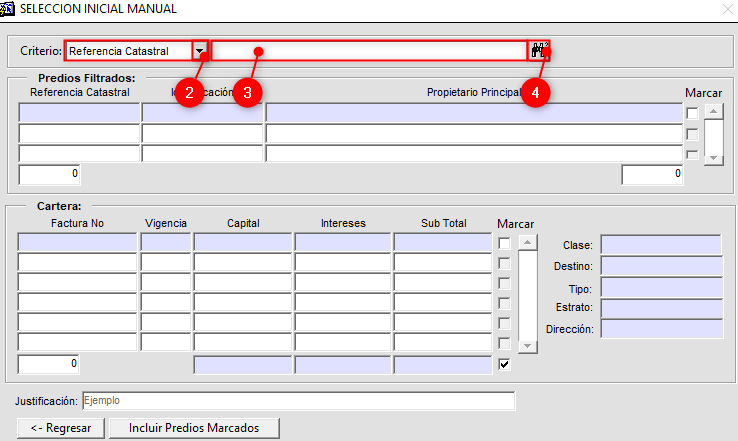 SELECCION INICIAL MANUAL
Criterio: Referencia Catastral
2 3 4
Predios Filtrados:
Referencia Catastral Propietario Principal Marcar
0 0
Cartera:
Factura No Vigencia Capital Intereses Sub Total Marcar
Clase:
Destino:
Tipo:
Estrato:
Dirección:
0
Justificación: Ejemplo
<- Regresar Incluir Predios Marcados